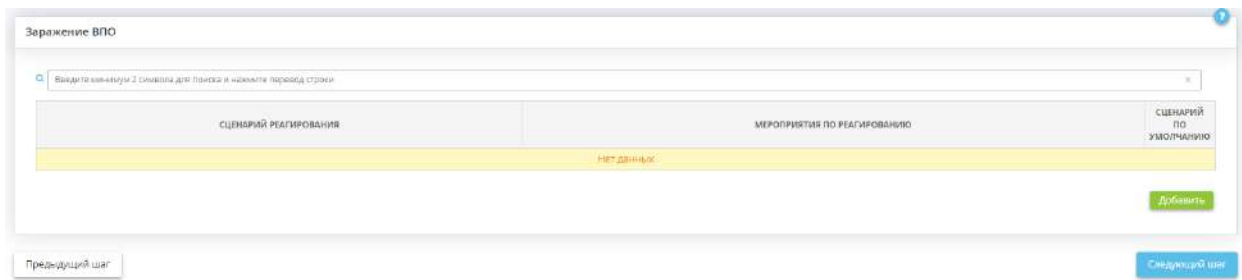 ?
Заражение ВПО
Введите минимум 2 символа для поиска и нажмите перевод строки
×
СЦЕНАРИЙ РЕАГИРОВАНИЯ МЕРОПРИЯТИЯ ПО РЕАГИРОВАНИЮ СЦЕНАРИЙ
ПО
УМОЛЧАНИЮ
Нет данных
Добавить
Предыдущий шаг Следующий шаг